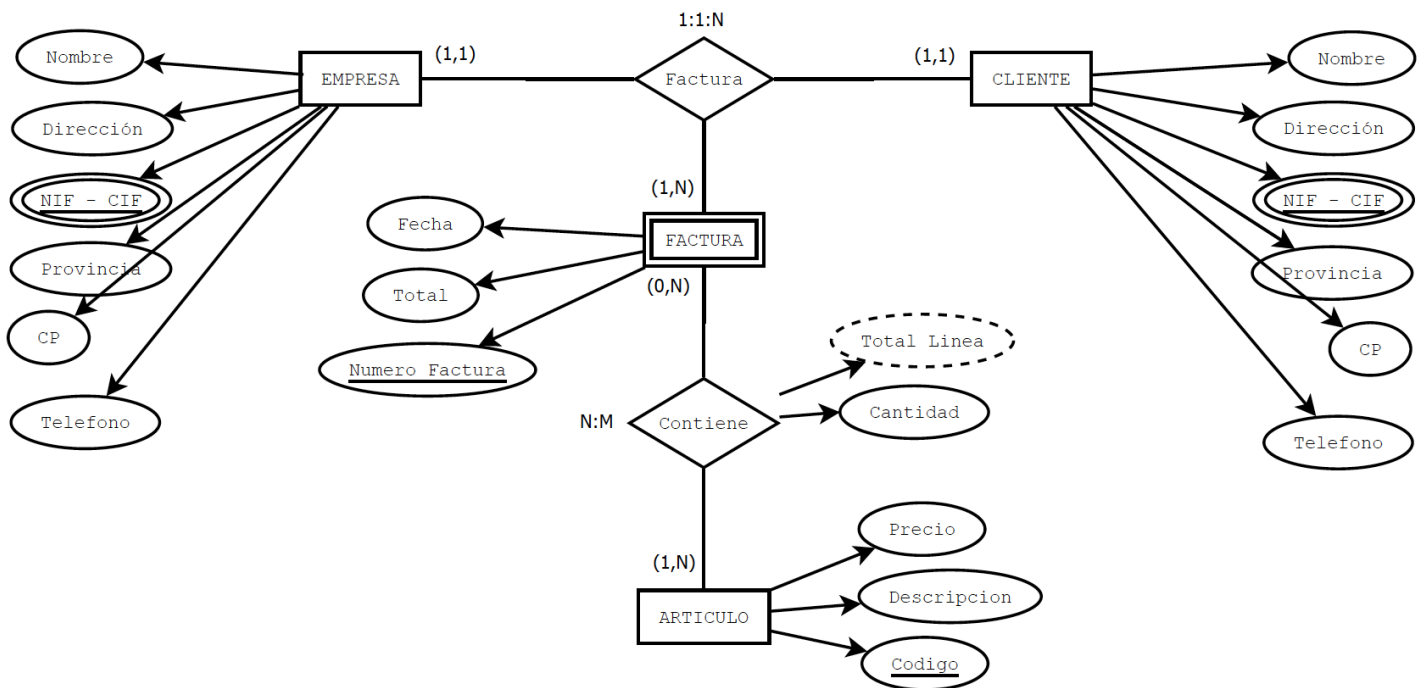 1:1:N
Nombre
EMPRESA
(1,1)
Factura
(1,1)
CLIENTE
Nombre
Dirección
Dirección
NIF - CIF
(1,N)
NIF - CIF
Fecha
FACTURA
Provincia
Provincia
Total
(0,N)
CP
Total Linea
CP
Numero Factura
Telefono
N:M
Contiene
Cantidad
Telefono
Precio
(1,N)
Descripcion
ARTICULO
Codigo